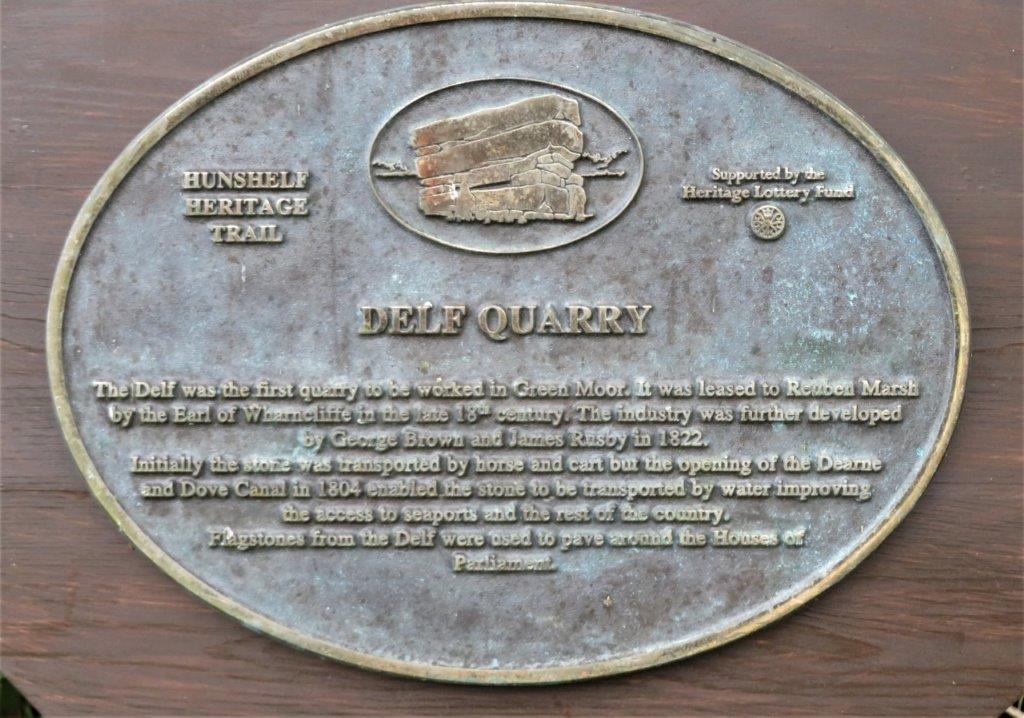 HUNSHELF
HERITAGE
TRAIL
Supported by the
Heritage Lottery Fund
DELF QUARRY
The Delf was the first quarry to be worked in Green Moor. It was leased to Reuben Marsh
by the Earl of Wharncliffe in the late 18th century. The industry was further developed
by George Brown and James Rusby in 1822.
Initially the stone was transported by horse and cart but the opening of the Dearne
and Dove Canal in 1804 enabled the stone to be transported by water improving
the access to seaports and the rest of the country.
Flagstones from the Delf were used to pave around the Houses of
Parliament.